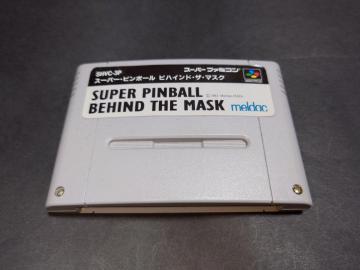 SHVC-3P
スーパーファミコン
スーパー・ピンボール ビハインド・ザ・マスク
SUPER PINBALL
BEHIND THE MASK
meldac